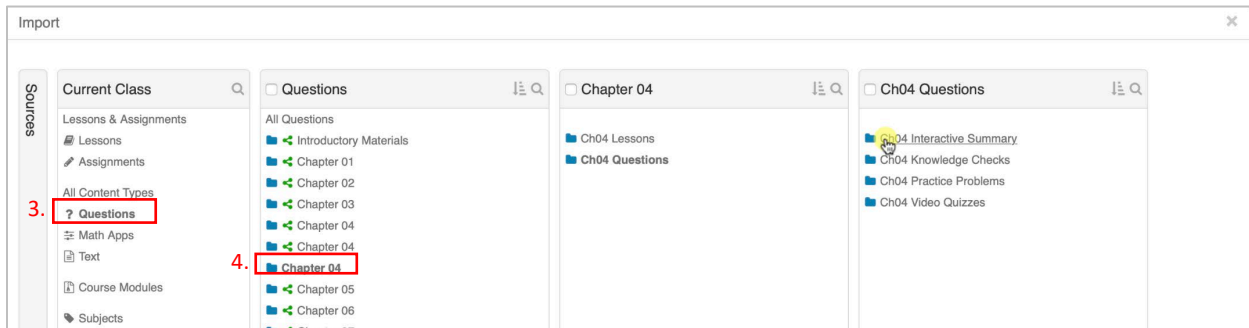 Import
Sources
Current Class
Lessons & Assignments
Lessons
Assignments
All Content Types
3.
? Questions
Math Apps
Text
Course Modules
Subjects
Questions
All Questions
Introductory Materials
Chapter 01
Chapter 02
Chapter 03
Chapter 04
Chapter 04
4.
Chapter 04
Chapter 05
Chapter 06
Chapter 04
Ch04 Lessons
Ch04 Questions
Ch04 Questions
Ch04 Interactive Summary
Ch04 Knowledge Checks
Ch04 Practice Problems
Ch04 Video Quizzes